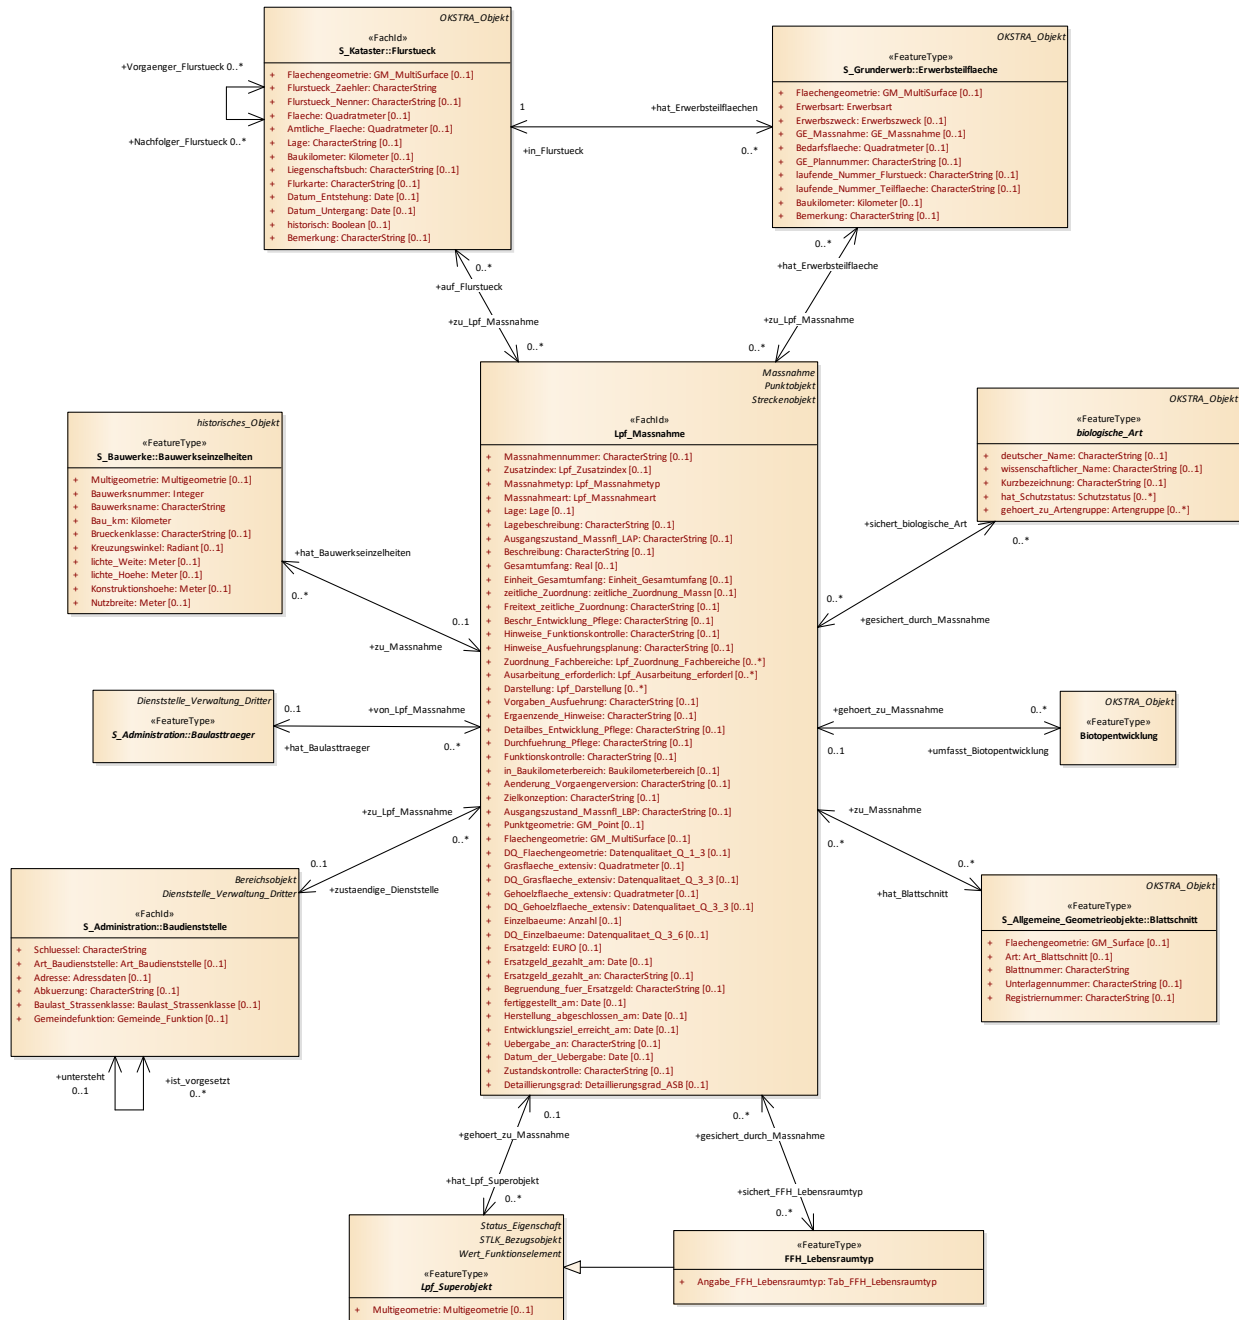 OKSTRA_Objekt
«FachId»
S_Kataster::Flurstueck
+ Flaechengeometrie: GM_MultiSurface [0..1]
+ Flurstueck_Zaehler: CharacterString
+ Flurstueck_Nenner: CharacterString [0..1]
+ Flaeche: Quadratmeter [0..1]
+ Amtliche_Flaeche: Quadratmeter [0..1]
+ Lage: CharacterString [0..1]
+ Baukilometer: Kilometer [0..1]
+ Liegenschaftsbuch: CharacterString [0..1]
+ Flurkarte: CharacterString [0..1]
+ Datum_Entstehung: Date [0..1]
+ Datum_Untergang: Date [0..1]
+ historisch: Boolean [0..1]
+ Bemerkung: CharacterString [0..1]
+Vorgaenger_Flurstueck 0..*
+Nachfolger_Flurstueck 0..*
1
+hat_Erwerbsteilflaechen
+in_Flurstueck
0..*
OKSTRA_Objekt
«FeatureType»
S_Grunderwerb::Erwerbsteilflaeche
+ Flaechengeometrie: GM_MultiSurface [0..1]
+ Erwerbsart: Erwerbsart
+ Erwerbszweck: Erwerbszweck [0..1]
+ GE_Massnahme: GE_Massnahme [0..1]
+ Bedarfsflaeche: Quadratmeter [0..1]
+ GE_Plannummer: CharacterString [0..1]
+ laufende_Nummer_Flurstueck: CharacterString [0..1]
+ laufende_Nummer_Teilflaeche: CharacterString [0..1]
+ Baukilometer: Kilometer [0..1]
+ Bemerkung: CharacterString [0..1]
0..*
+auf_Flurstueck
+zu_Lpf_Massnahme
0..*
0..*
+hat_Erwerbsteilflaeche
+zu_Lpf_Massnahme
0..*
Massnahme
Punktobjekt
Streckenobjekt
«FachId»
Lpf_Massnahme
+ Massnahmennummer: CharacterString [0..1]
+ Zusatzindex: Lpf_Zusatzindex [0..1]
+ Massnahmetyp: Lpf_Massnahmetyp
+ Massnahmeart: Lpf_Massnahmeart
+ Lage: Lage [0..1]
+ Lagebeschreibung: CharacterString [0..1]
+ Ausgangszustand_Massnfl_LAP: CharacterString [0..1]
+ Beschreibung: CharacterString [0..1]
+ Gesamtumfang: Real [0..1]
+ Einheit_Gesamtumfang: Einheit_Gesamtumfang [0..1]
+ zeitliche_Zuordnung: zeitliche_Zuordnung_Massn [0..1]
+ Freitext_zeitliche_Zuordnung: CharacterString [0..1]
+ Beschr_Entwicklung_Pflege: CharacterString [0..1]
+ Hinweise_Funktionskontrolle: CharacterString [0..1]
+ Hinweise_Ausfuehrungsplanung: CharacterString [0..1]
+ Zuordnung_Fachbereiche: Lpf_Zuordnung_Fachbereiche [0..*]
+ Ausarbeitung_erforderlich: Lpf_Ausarbeitung_erforderl [0..*]
+ Darstellung: Lpf_Darstellung [0..*]
+ Vorgaben_Ausfuehrung: CharacterString [0..1]
+ Ergaenzende_Hinweise: CharacterString [0..1]
+ Detailbes_Entwicklung_Pflege: CharacterString [0..1]
+ Durchfuehrung_Pflege: CharacterString [0..1]
+ Funktionskontrolle: CharacterString [0..1]
+ in_Baukilometerbereich: Baukilometerbereich [0..1]
+ Aenderung_Vorgaengerversion: CharacterString [0..1]
+ Zielkonzeption: CharacterString [0..1]
+ Ausgangszustand_Massnfl_LBP: CharacterString [0..1]
+ Punktgeometrie: GM_Point [0..1]
+ Flaechengeometrie: GM_MultiSurface [0..1]
+ DQ_Flaechengeometrie: Datenqualitaet_Q_1_3 [0..1]
+ Grasflaeche_extensiv: Quadratmeter [0..1]
+ DQ_Grasflaeche_extensiv: Datenqualitaet_Q_3_3 [0..1]
+ Gehoelzflaeche_extensiv: Quadratmeter [0..1]
+ DQ_Gehoelzflaeche_extensiv: Datenqualitaet_Q_3_3 [0..1]
+ Einzelbaeume: Anzahl [0..1]
+ DQ_Einzelbaeume: Datenqualitaet_Q_3_6 [0..1]
+ Ersatzgeld: EURO [0..1]
+ Ersatzgeld_gezahlt_am: Date [0..1]
+ Ersatzgeld_gezahlt_an: CharacterString [0..1]
+ Begruendung_fuer_Ersatzgeld: CharacterString [0..1]
+ fertiggestellt_am: Date [0..1]
+ Herstellung_abgeschlossen_am: Date [0..1]
+ Entwicklungsziel_erreicht_am: Date [0..1]
+ Uebergabe_an: CharacterString [0..1]
+ Datum_der_Uebergabe: Date [0..1]
+ Zustandskontrolle: CharacterString [0..1]
+ Detaillierungsgrad: Detaillierungsgrad_ASB [0..1]
historisches_Objekt
«FeatureType»
S_Bauwerke::Bauwerkseinzelheiten
+ Multigeometrie: Multigeometrie [0..1]
+ Bauwerksnummer: Integer
+ Bauwerksname: CharacterString
+ Bau_km: Kilometer
+ Brueckenklasse: CharacterString [0..1]
+ Kreuzungswinkel: Radiant [0..1]
+ lichte_Weite: Meter [0..1]
+ lichte_Hoehe: Meter [0..1]
+ Konstruktionshoehe: Meter [0..1]
+ Nutzbreite: Meter [0..1]
+hat_Bauwerkseinzelheiten
0..*
0..1
+zu_Massnahme
OKSTRA_Objekt
«FeatureType»
biologische_Art
+ deutscher_Name: CharacterString [0..1]
+ wissenschaftlicher_Name: CharacterString [0..1]
+ Kurzbezeichnung: CharacterString [0..1]
+ hat_Schutzstatus: Schutzstatus [0..*]
+ gehoert_zu_Artengruppe: Artengruppe [0..*]
+sichert_biologische_Art
0..*
0..*
+gesichert_durch_Massnahme
Dienststelle_Verwaltung_Dritter
«FeatureType»
S_Administration::Baulasttraeger
0..1
+von_Lpf_Massnahme
+hat_Baulasttraeger
0..*
OKSTRA_Objekt
«FeatureType»
Biotopentwicklung
+gehoert_zu_Massnahme
0..*
0..1
+umfasst_Biotopentwicklung
+zu_Lpf_Massnahme
0..*
0..1
+zustaendige_Dienststelle
Bereichsobjekt
Dienststelle_Verwaltung_Dritter
«FachId»
S_Administration::Baudienststelle
+ Schluessel: CharacterString
+ Art_Baudienststelle: Art_Baudienststelle [0..1]
+ Adresse: Adressdaten [0..1]
+ Abkuerzung: CharacterString [0..1]
+ Baulast_Strassenklasse: Baulast_Strassenklasse [0..1]
+ Gemeindefunktion: Gemeinde_Funktion [0..1]
+untersteht
0..1
+ist_vorgesetzt
0..*
+zu_Massnahme
0..*
0..*
+hat_Blattschnitt
OKSTRA_Objekt
«FeatureType»
S_Allgemeine_Geometrieobjekte::Blattschnitt
+ Flaechengeometrie: GM_Surface [0..1]
+ Art: Art_Blattschnitt [0..1]
+ Blattnummer: CharacterString
+ Unterlagennummer: CharacterString [0..1]
+ Registriernummer: CharacterString [0..1]
0..1
+gehoert_zu_Massnahme
+hat_Lpf_Superobjekt
0..*
0..*
+gesichert_durch_Massnahme
+sichert_FFH_Lebensraumtyp
0..*
Status_Eigenschaft
STLK_Bezugsobjekt
Wert_Funktionselement
«FeatureType»
Lpf_Superobjekt
+ Multigeometrie: Multigeometrie [0..1]
«FeatureType»
FFH_Lebensraumtyp
+ Angabe_FFH_Lebensraumtyp: Tab_FFH_Lebensraumtyp